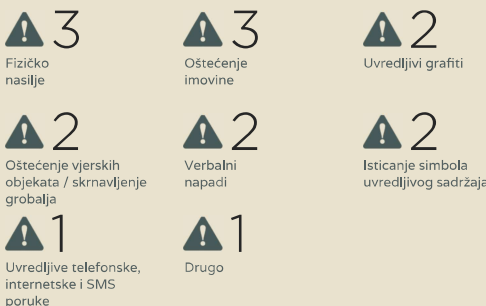 3
Fizičko
nasilje
3
Oštećenje
imovine
2
Uvredljivi grafiti
2
Oštećenje vjerskih
objekata / skrnavljenje
grobalja
2
Verbalni
napadi
2
Isticanje simbola
uvredljivog sadržaja
1
Uvredljive telefonske,
internetske i SMS
poruke
1
Drugo